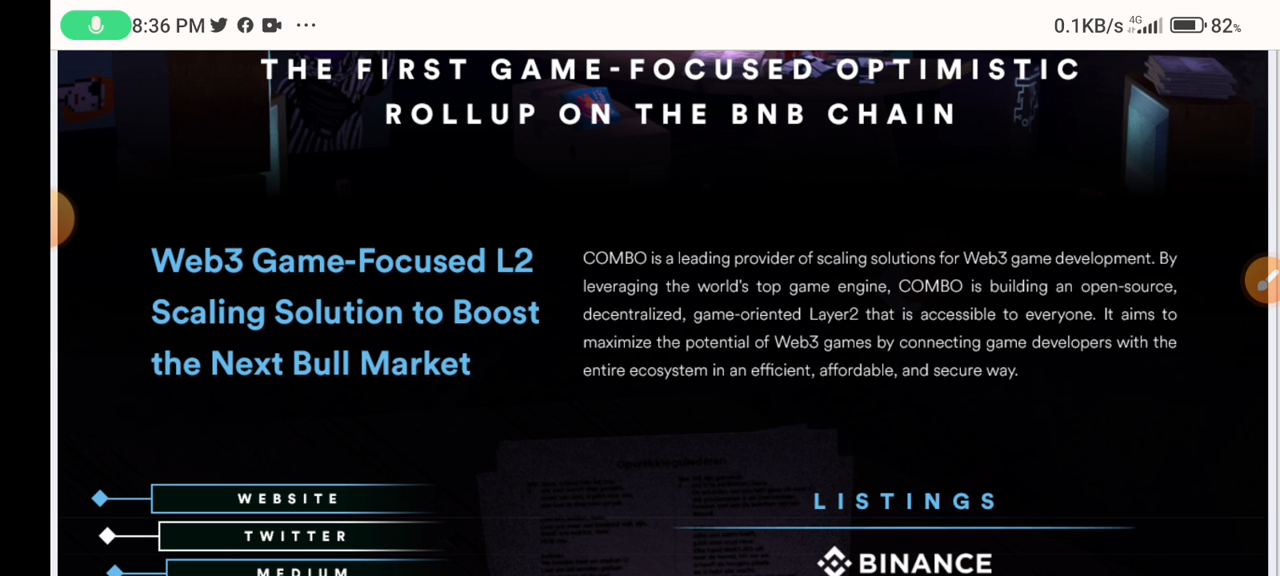 8:36 PM
0.1KB/s 4G 82%
THE FIRST GAME-FOCUSED OPTIMISTIC
ROLLUP ON THE BNB CHAIN
Web3 Game-Focused L2
Scaling Solution to Boost
the Next Bull Market
COMBO is a leading provider of scaling solutions for Web3 game development. By
leveraging the world's top game engine, COMBO is building an open-source,
decentralized, game-oriented Layer2 that is accessible to everyone. It aims to
maximize the potential of Web3 games by connecting game developers with the
entire ecosystem in an efficient, affordable, and secure way.
WEBSITE
TWITTER
MEDIUM
LISTINGS
BINANCE